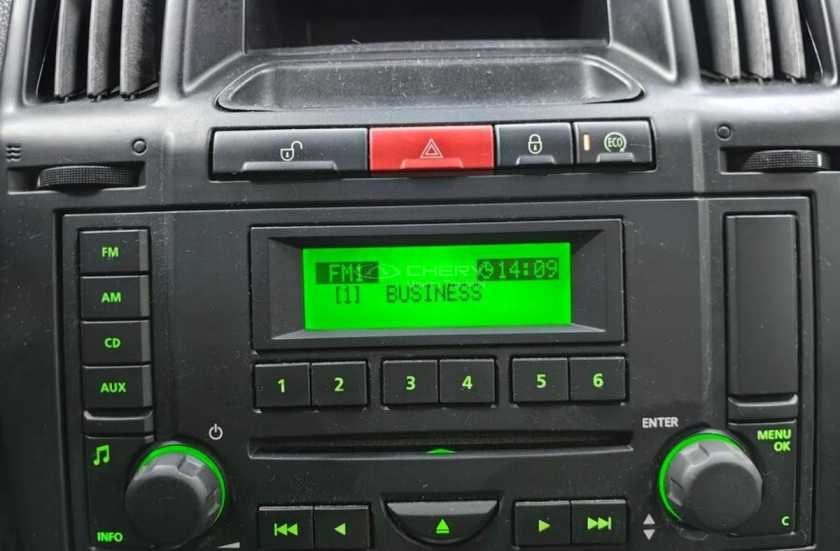 ECO
FM1 14:09
[1] BUSINESS
CHERY
FM
AM
CD
AUX
1 2 3 4 5 6
ENTER
MENU
OK
INFO
C